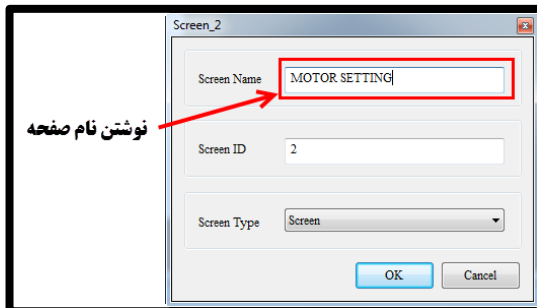 Screen_2
Screen Name
MOTOR SETTING
نوشتن نام صفحه
Screen ID
2
Screen Type
Screen
OK
Cancel